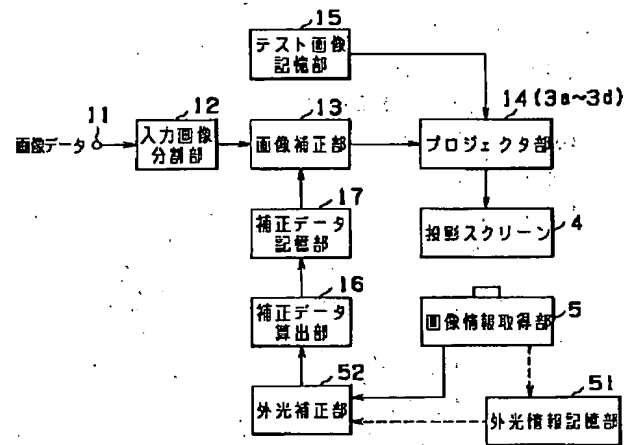 15
テスト画像
記憶部
11
12
13
14(3a~3d)
画像データ
入力画像
分割部
画像補正部
プロジェクタ部
17
補正データ
記憶部
投影スクリーン
4
16
補正データ
算出部
画像情報取得部
5
52
51
外光補正部
外光情報記憶部